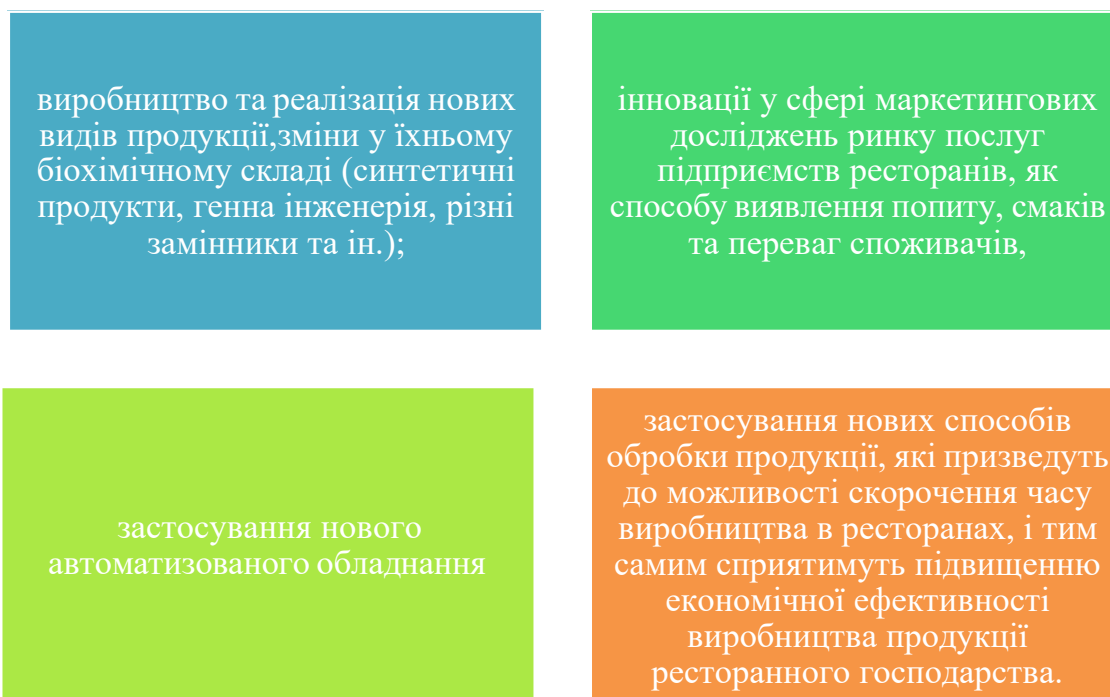 виробництво та реалізація нових
видів продукції,зміни у їхньому
біохімічному складі (синтетичні
продукти, генна інженерія, різні
замінники та ін.);
інновації у сфері маркетингових
досліджень ринку послуг
підприємств ресторанів, як
способу виявлення попиту, смаків
та переваг споживачів,
застосування нового
автоматизованого обладнання
застосування нових способів
обробки продукції, які призведуть
до можливості скорочення часу
виробництва в ресторанах, і тим
самим сприятимуть підвищенню
економічної ефективності
виробництва продукції
ресторанного господарства.